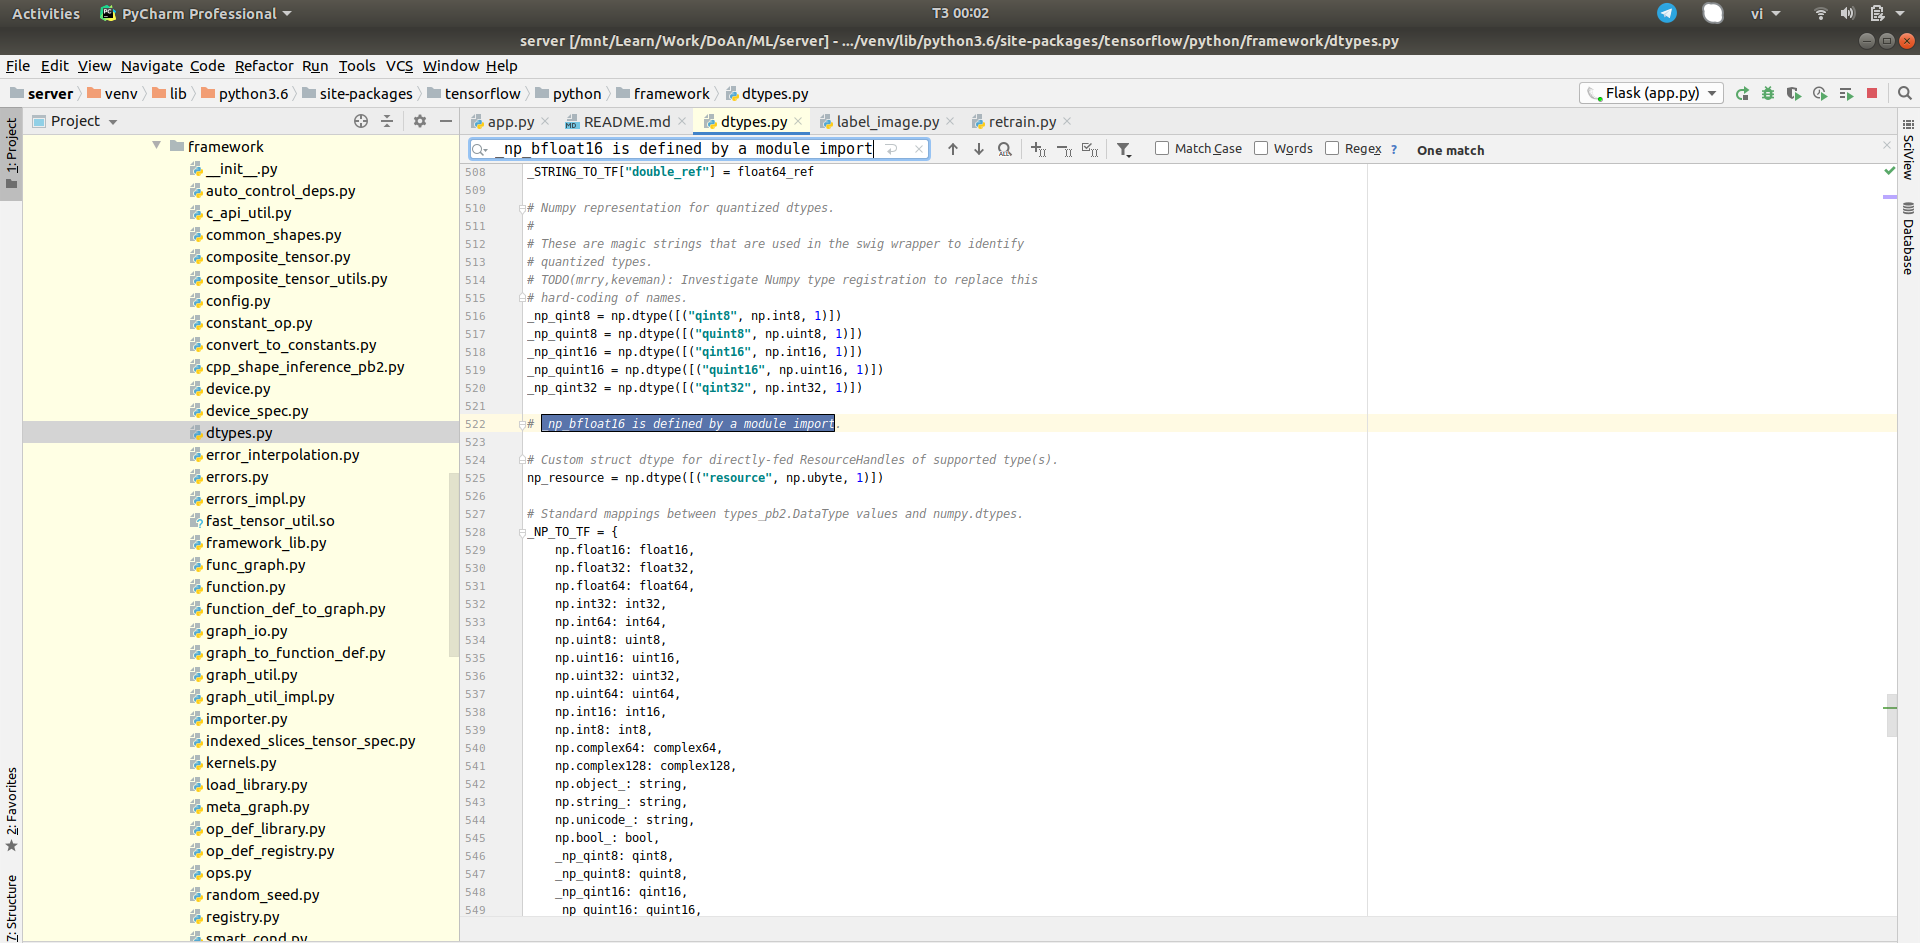 Activities PyCharm Professional T3 00:02 vi
server [/mnt/Learn/Work/DoAn/ML/server] - .../venv/lib/python3.6/site-packages/tensorflow/python/framework/dtypes.py
File Edit View Navigate Code Refactor Run Tools VCS Window Help
server venv lib python3.6 site-packages tensorflow python framework dtypes.py Flask (app.py)
Project
app.py README.md dtypes.py label_image.py retrain.py
_np_bfloat16 is defined by a module import Match Case Words Regex ? One match
1: Project
2: Favorites
7: Structure
SciView
Database
framework
__init__.py
auto_control_deps.py
c_api_util.py
common_shapes.py
composite_tensor.py
composite_tensor_utils.py
config.py
constant_op.py
convert_to_constants.py
cpp_shape_inference_pb2.py
device.py
device_spec.py
dtypes.py
error_interpolation.py
errors.py
errors_impl.py
fast_tensor_util.so
framework_lib.py
func_graph.py
function.py
function_def_to_graph.py
graph_io.py
graph_to_function_def.py
graph_util.py
graph_util_impl.py
importer.py
indexed_slices_tensor_spec.py
kernels.py
load_library.py
meta_graph.py
op_def_library.py
op_def_registry.py
ops.py
random_seed.py
registry.py
smart_cond.py
508 _STRING_TO_TF["double_ref"] = float64_ref
509
510 # Numpy representation for quantized dtypes.
511 #
512 # These are magic strings that are used in the swig wrapper to identify
513 # quantized types.
514 # TODO(mrry,keveman): Investigate Numpy type registration to replace this
515 # hard-coding of names.
516 _np_qint8 = np.dtype([("qint8", np.int8, 1)])
517 _np_quint8 = np.dtype([("quint8", np.uint8, 1)])
518 _np_qint16 = np.dtype([("qint16", np.int16, 1)])
519 _np_quint16 = np.dtype([("quint16", np.uint16, 1)])
520 _np_qint32 = np.dtype([("qint32", np.int32, 1)])
521
522 # _np_bfloat16 is defined by a module import.
523
524 # Custom struct dtype for directly-fed ResourceHandles of supported type(s).
525 np_resource = np.dtype([("resource", np.ubyte, 1)])
526
527 # Standard mappings between types_pb2.DataType values and numpy.dtypes.
528 _NP_TO_TF = {
529 np.float16: float16,
530 np.float32: float32,
531 np.float64: float64,
532 np.int32: int32,
533 np.int64: int64,
534 np.uint8: uint8,
535 np.uint16: uint16,
536 np.uint32: uint32,
537 np.uint64: uint64,
538 np.int16: int16,
539 np.int8: int8,
540 np.complex64: complex64,
541 np.complex128: complex128,
542 np.object_: string,
543 np.string_: string,
544 np.unicode_: string,
545 np.bool_: bool,
546 _np_qint8: qint8,
547 _np_quint8: quint8,
548 _np_qint16: qint16,
549 _np_quint16: quint16,